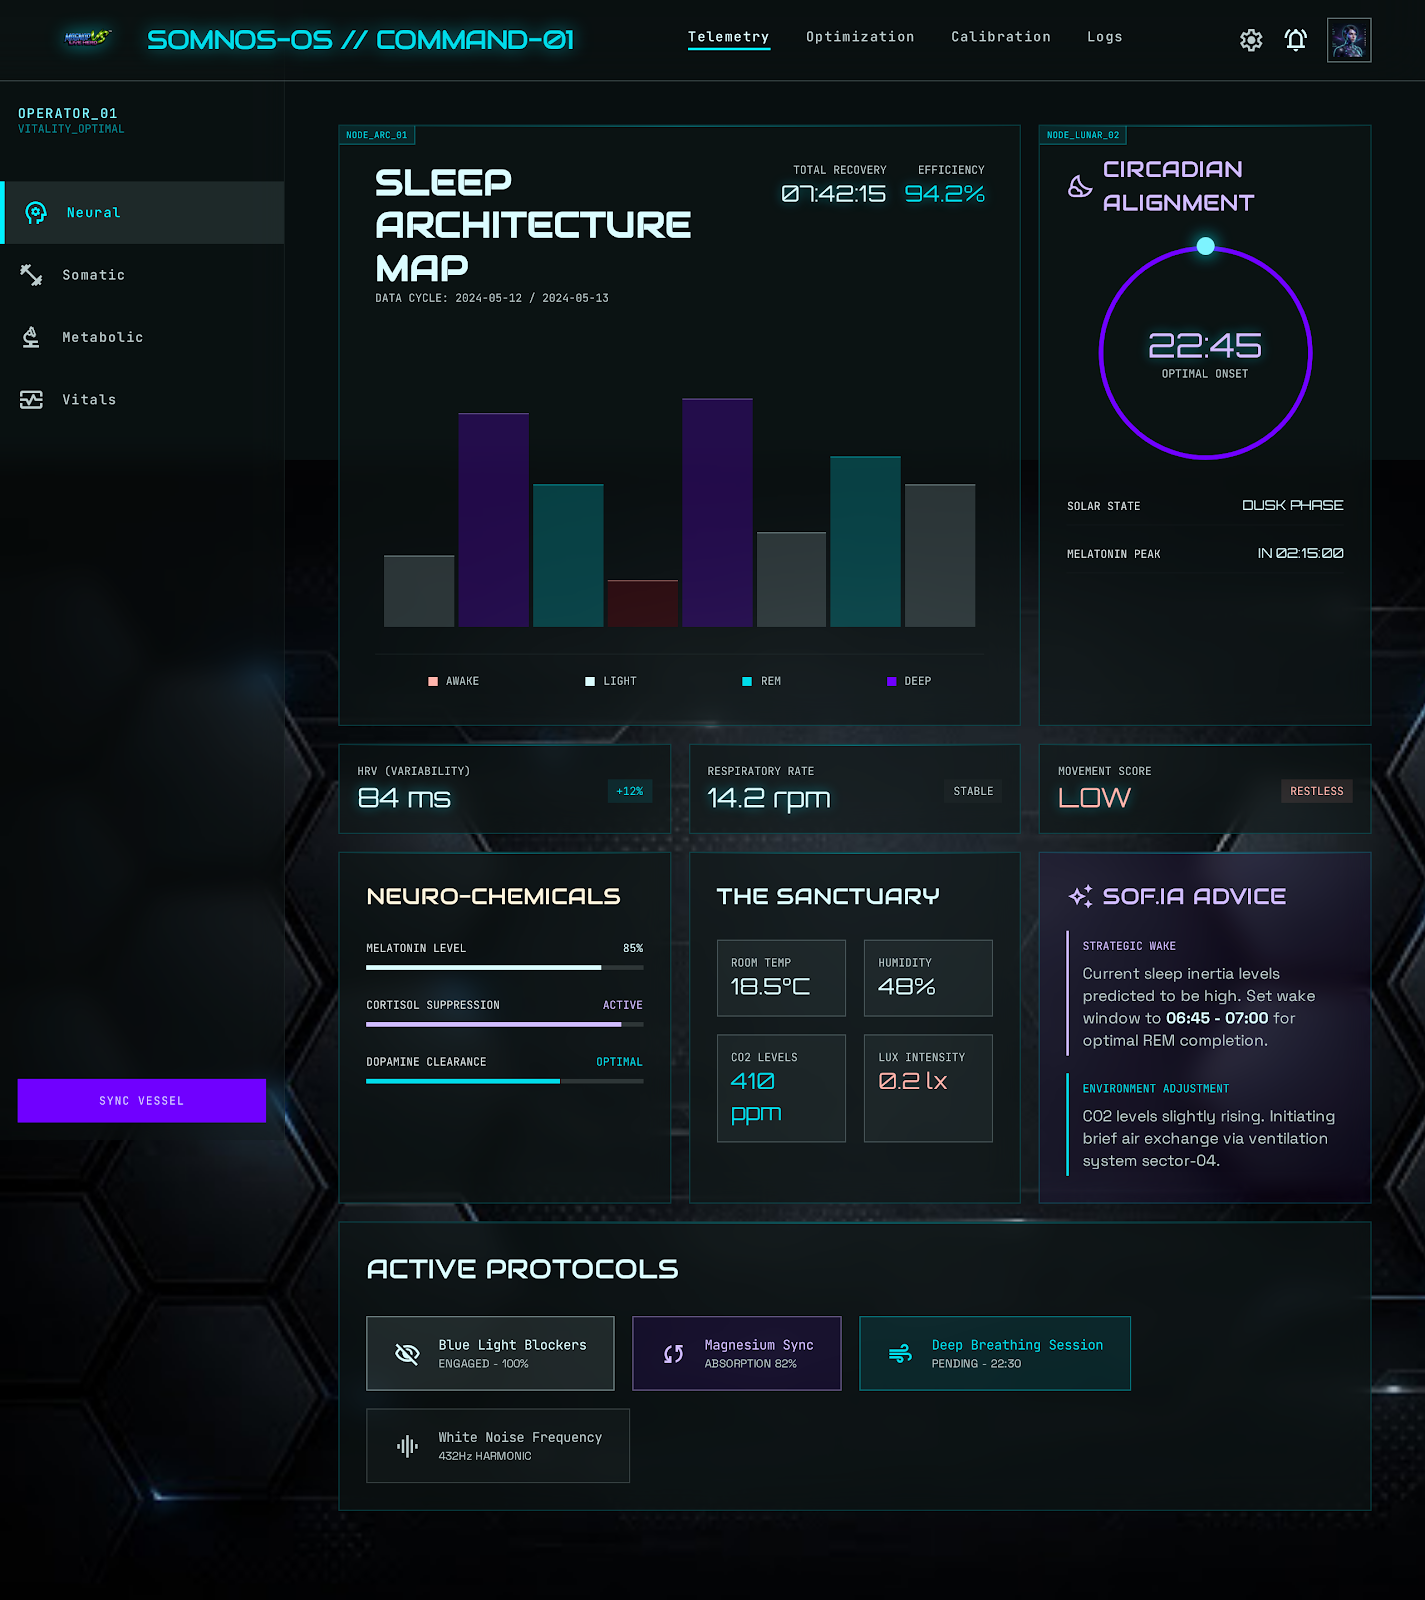 SOMNOS-OS // COMMAND-01
Telemetry
Optimization
Calibration
Logs
OPERATOR_01
VITALITY_OPTIMAL
Neural
Somatic
Metabolic
Vitals
SYNC VESSEL
NODE_ARC_01
SLEEP
ARCHITECTURE
MAP
DATA CYCLE: 2024-05-12 / 2024-05-13
TOTAL RECOVERY
07:42:15
EFFICIENCY
94.2%
AWAKE
LIGHT
REM
DEEP
NODE_LUNAR_02
CIRCADIAN
ALIGNMENT
22:45
OPTIMAL ONSET
SOLAR STATE
DUSK PHASE
MELATONIN PEAK
IN 02:15:00
HRV (VARIABILITY)
84 ms
+12%
RESPIRATORY RATE
14.2 rpm
STABLE
MOVEMENT SCORE
LOW
RESTLESS
NEURO-CHEMICALS
MELATONIN LEVEL
85%
CORTISOL SUPPRESSION
ACTIVE
DOPAMINE CLEARANCE
OPTIMAL
THE SANCTUARY
ROOM TEMP
18.5°C
HUMIDITY
48%
CO2 LEVELS
410
ppm
LUX INTENSITY
0.2 lx
SOF.IA ADVICE
STRATEGIC WAKE
Current sleep inertia levels
predicted to be high. Set wake
window to 06:45 - 07:00 for
optimal REM completion.
ENVIRONMENT ADJUSTMENT
CO2 levels slightly rising. Initiating
brief air exchange via ventilation
system sector-04.
ACTIVE PROTOCOLS
Blue Light Blockers
ENGAGED - 100%
Magnesium Sync
ABSORPTION 82%
Deep Breathing Session
PENDING - 22:30
White Noise Frequency
432Hz HARMONIC